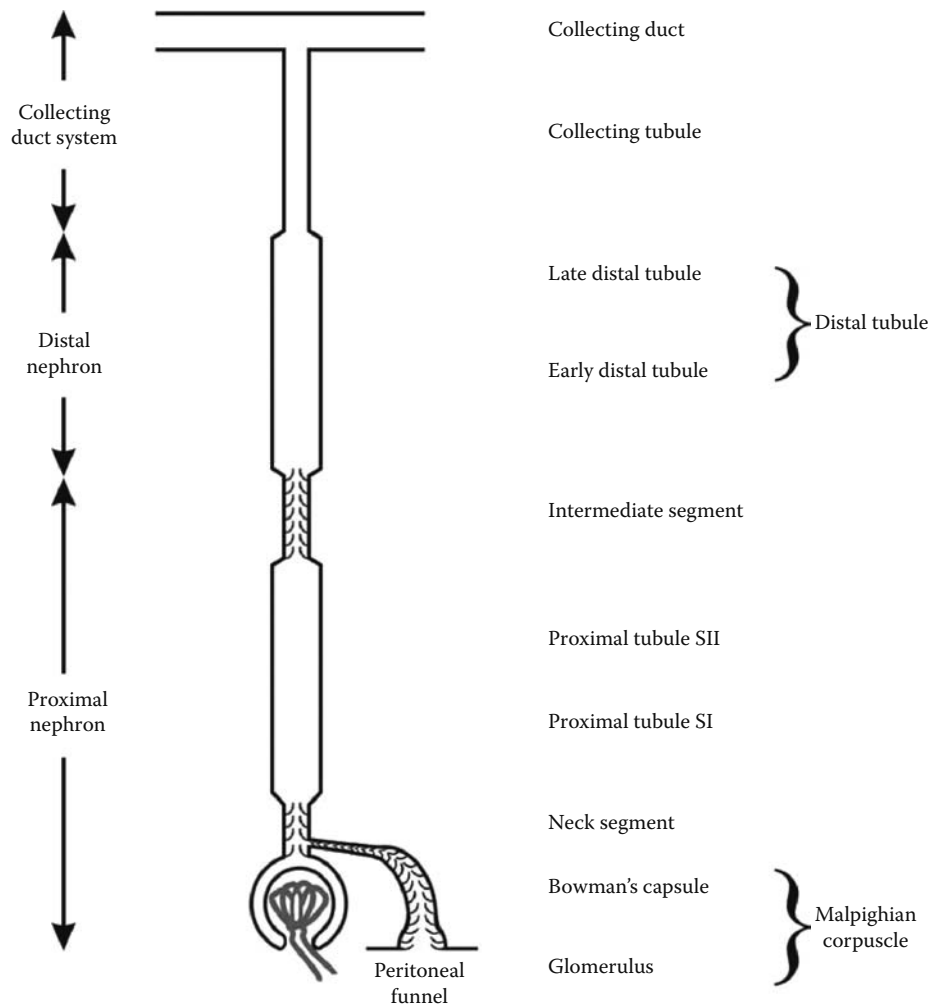 Collecting duct
Collecting
duct system
Collecting tubule
Late distal tubule
Distal tubule
Distal
nephron
Early distal tubule
Intermediate segment
Proximal tubule SII
Proximal
nephron
Proximal tubule SI
Neck segment
Bowman's capsule
Malpighian
corpuscle
Glomerulus
Peritoneal
funnel